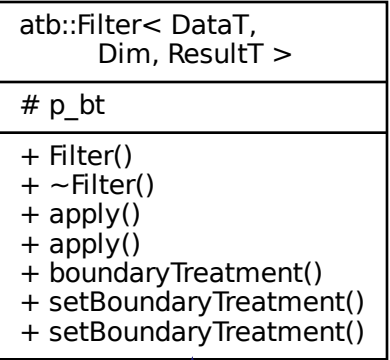 atb::Filter< DataT,
Dim, ResultT >
# p_bt
+ Filter()
+ ~Filter()
+ apply()
+ apply()
+ boundaryTreatment()
+ setBoundaryTreatment()
+ setBoundaryTreatment()